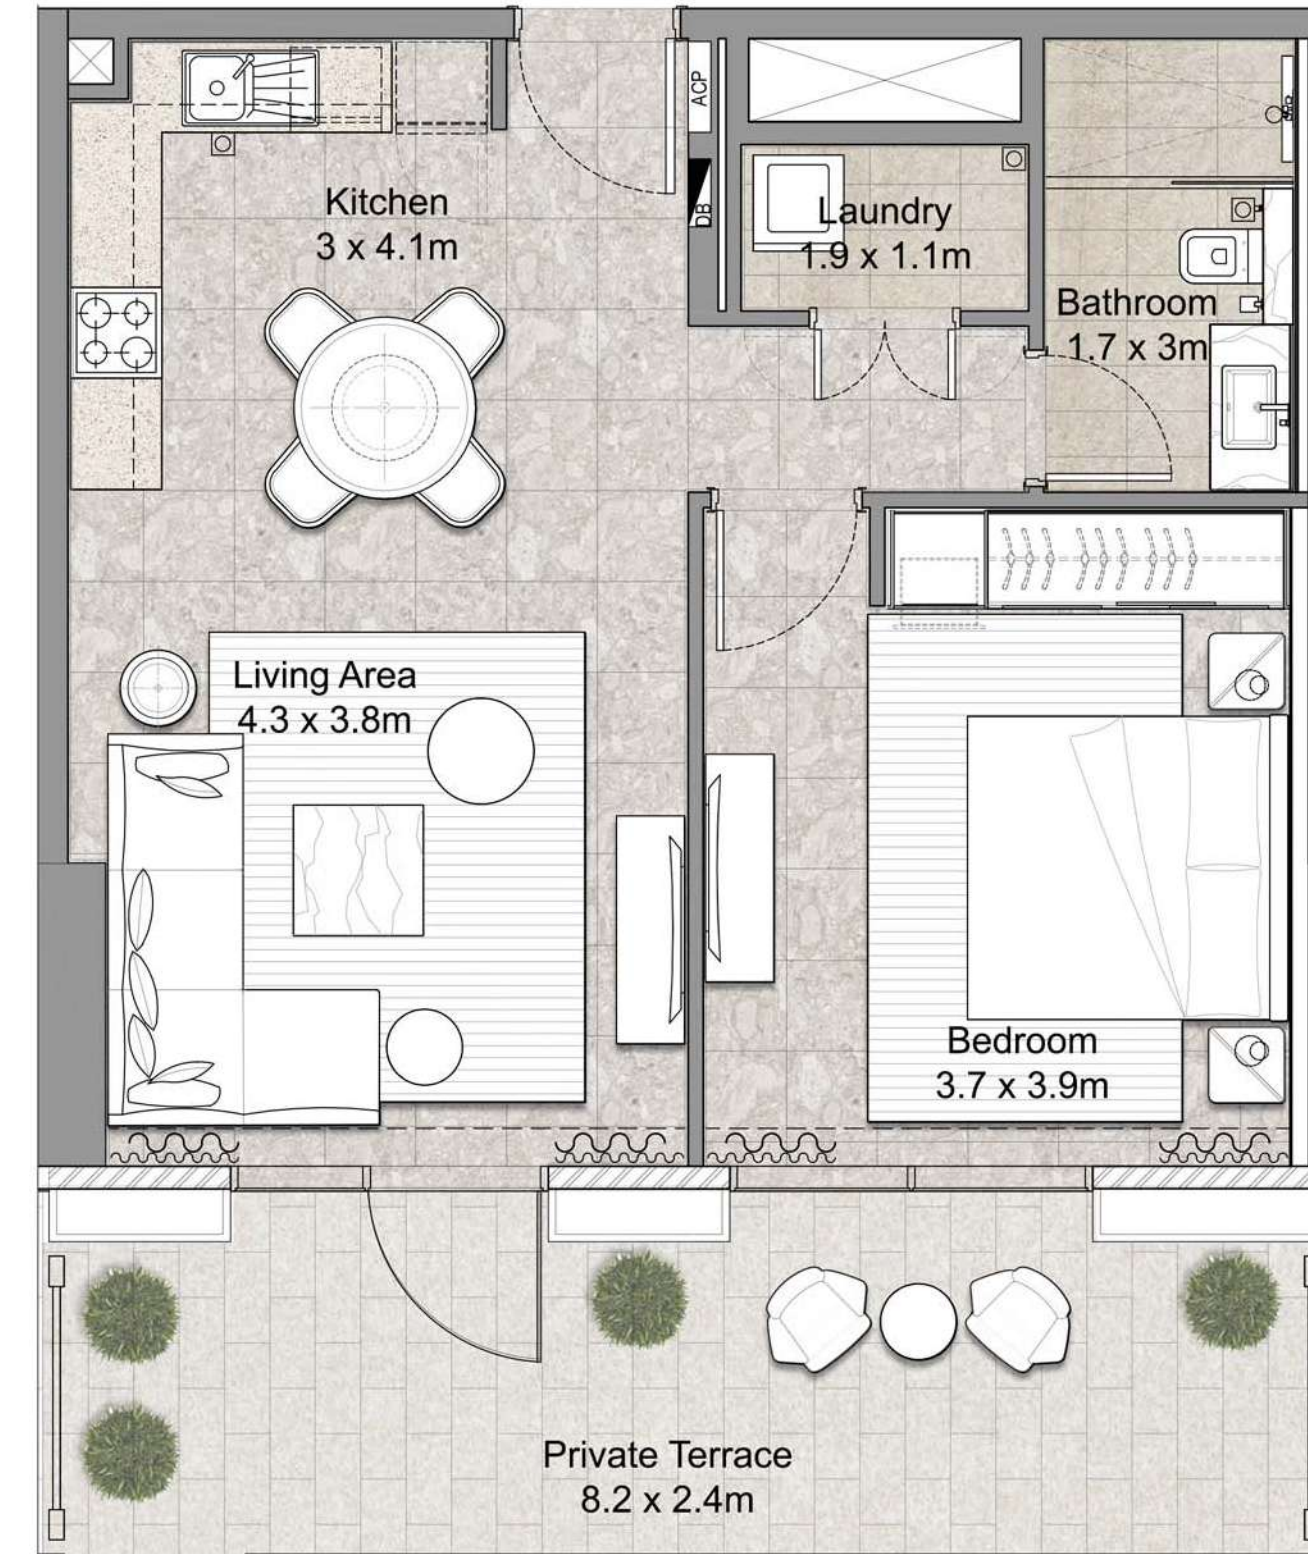 ACP
DB
Kitchen
3 x 4.1m
Laundry
1.9 x 1.1m
Bathroom
1.7 x 3m
Living Area
4.3 x 3.8m
Bedroom
3.7 x 3.9m
Private Terrace
8.2 x 2.4m